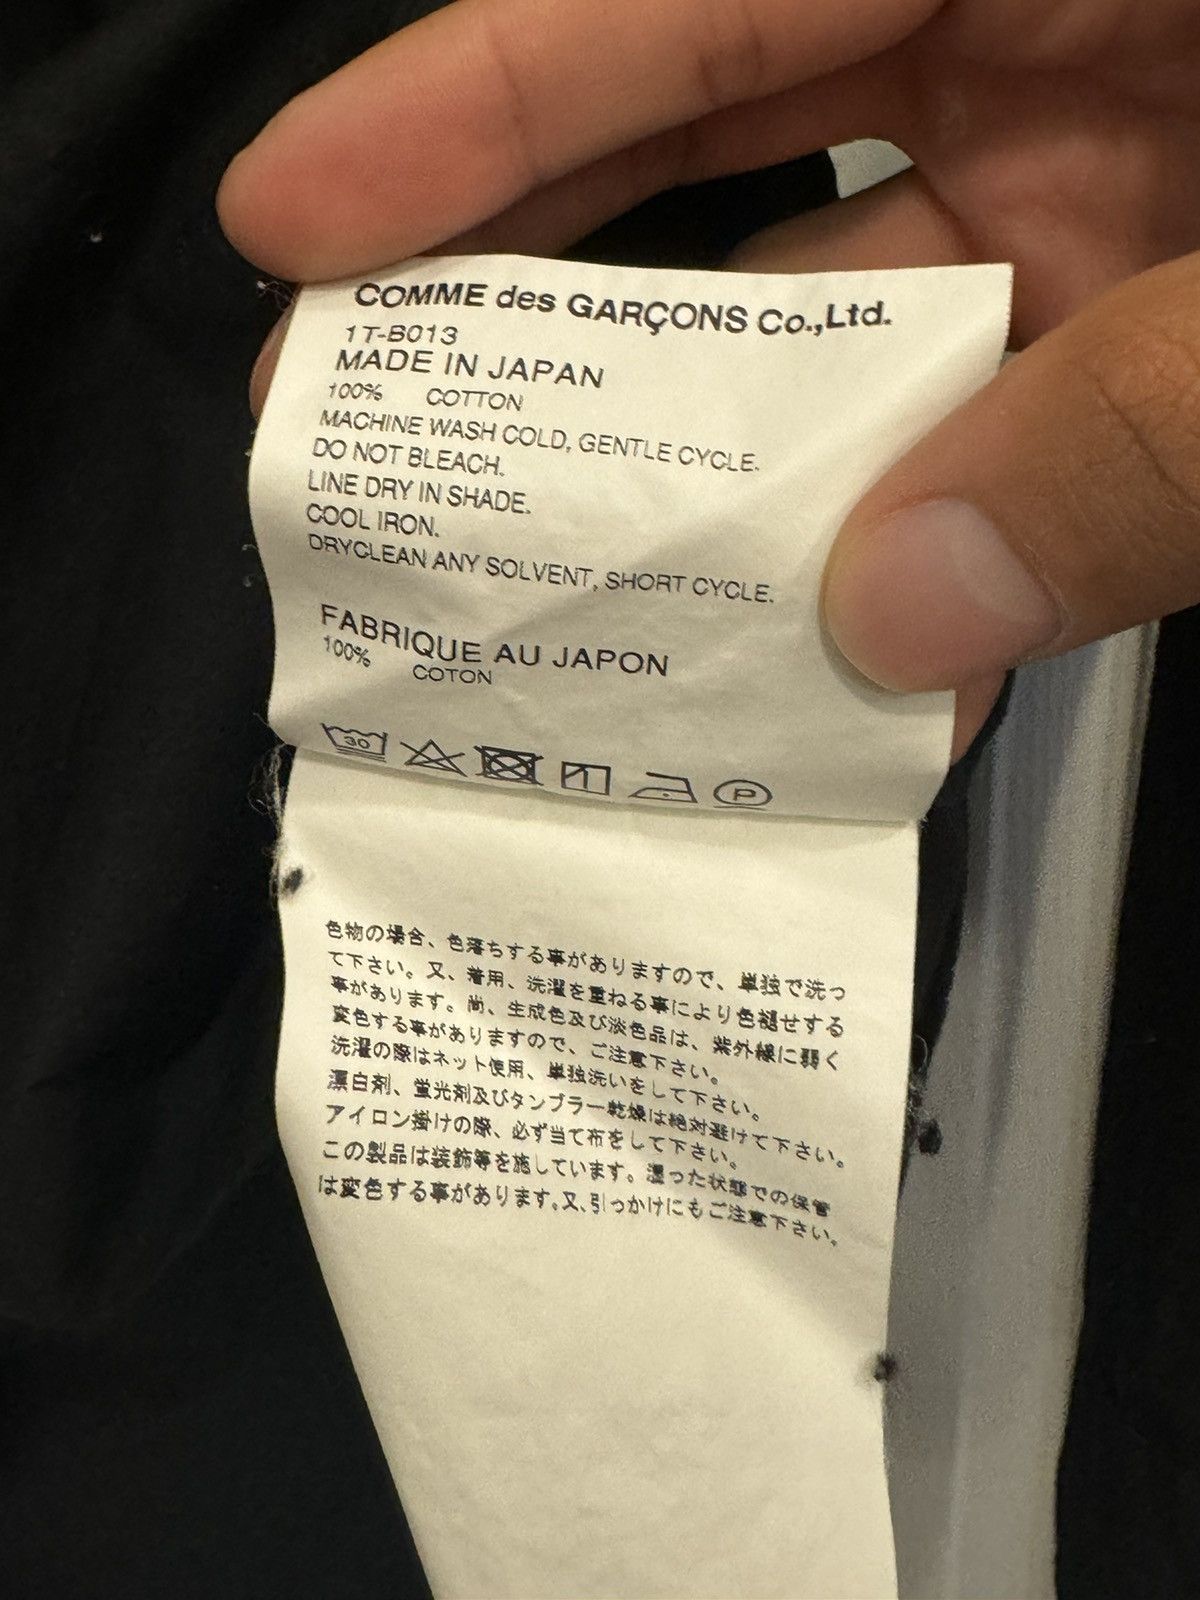 COMME des GARÇONS Co.,Ltd.
1T-B013
MADE IN JAPAN
100% COTTON
MACHINE WASH COLD, GENTLE CYCLE.
DO NOT BLEACH.
LINE DRY IN SHADE.
COOL IRON.
DRYCLEAN ANY SOLVENT, SHORT CYCLE.
FABRIQUE AU JAPON
100% COTON
30 P
色物の場合、色落ちする事がありますので、単独で洗っ
て下さい。又、着用、洗濯を重ねる事により色褪せする
事があります。尚、生成色及び淡色品は、紫外線に弱く
変色する事がありますので、ご注意下さい。
洗濯の際はネット使用、単独洗いをして下さい。
漂白剤、蛍光剤及びタンブラー乾燥は絶対避けて下さい。
アイロン掛けの際、必ず当て布をして下さい。
この製品は装飾等を施しています。湿った状態での保管
は変色する事があります。又、引っかけにもご注意下さい。